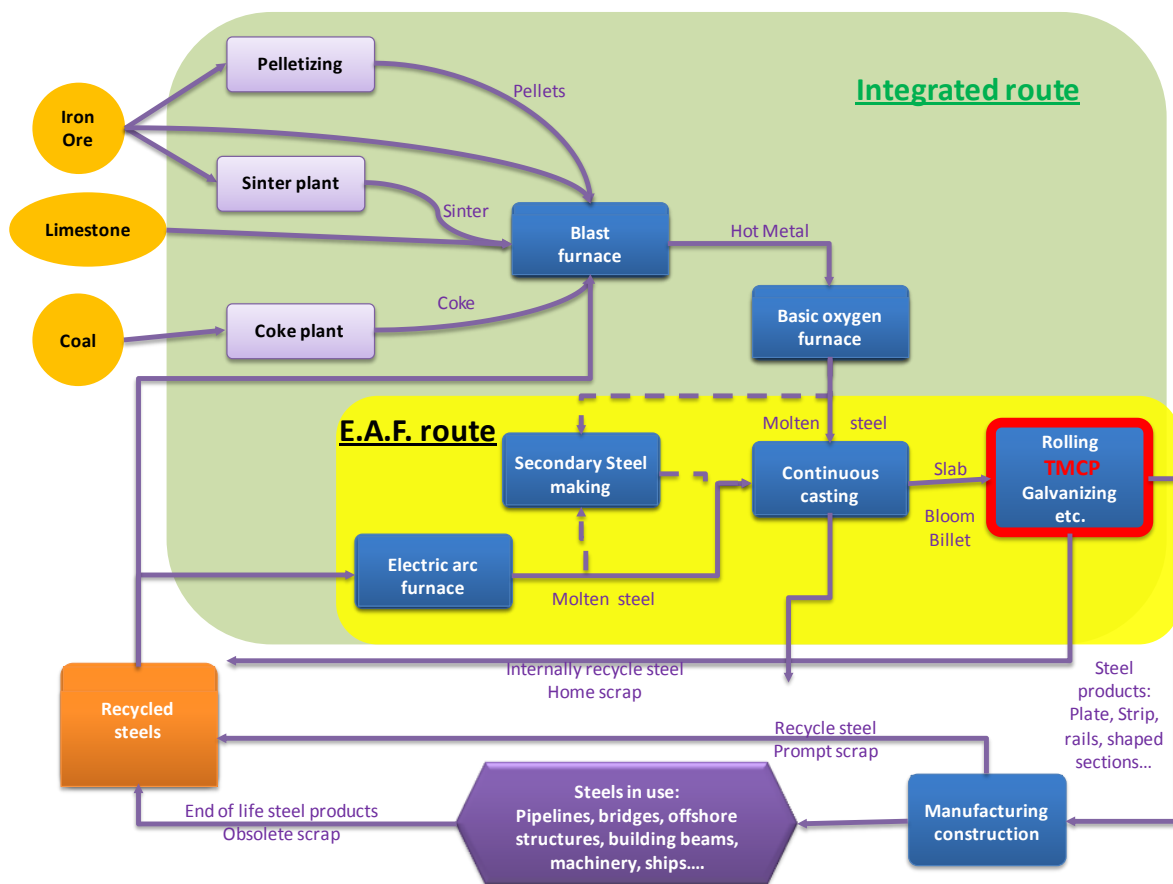 Pelletizing
Integrated route
Pellets
Iron
Ore
Sinter plant
Sinter
Limestone
Blast
furnace
Hot Metal
Coke
Coal
Coke plant
Basic oxygen
furnace
E.A.F. route
Molten steel
Secondary Steel
making
Continuous
casting
Slab
Bloom
Billet
Rolling
TMCP
Galvanizing
etc.
Electric arc
furnace
Molten steel
Internally recycle steel
Home scrap
Steel
products:
Plate, Strip,
rails, shaped
sections...
Recycled
steels
Recycle steel
Prompt scrap
End of life steel products
Obsolete scrap
Steels in use:
Pipelines, bridges, offshore
structures, building beams,
machinery, ships....
Manufacturing
construction